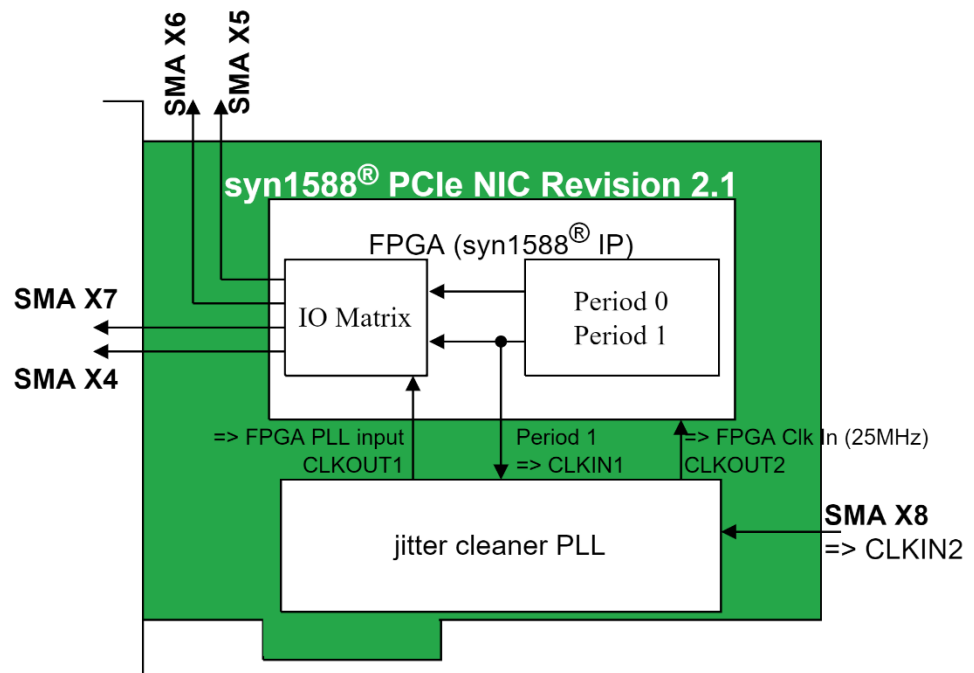 SMA X6
SMA X5
syn1588® PCIe NIC Revision 2.1
FPGA (syn1588® IP)
SMA X7
SMA X4
IO Matrix
Period 0
Period 1
=> FPGA PLL input
CLKOUT1
Period 1
=> CLKIN1
=> FPGA Clk In (25MHz)
CLKOUT2
jitter cleaner PLL
SMA X8
=> CLKIN2